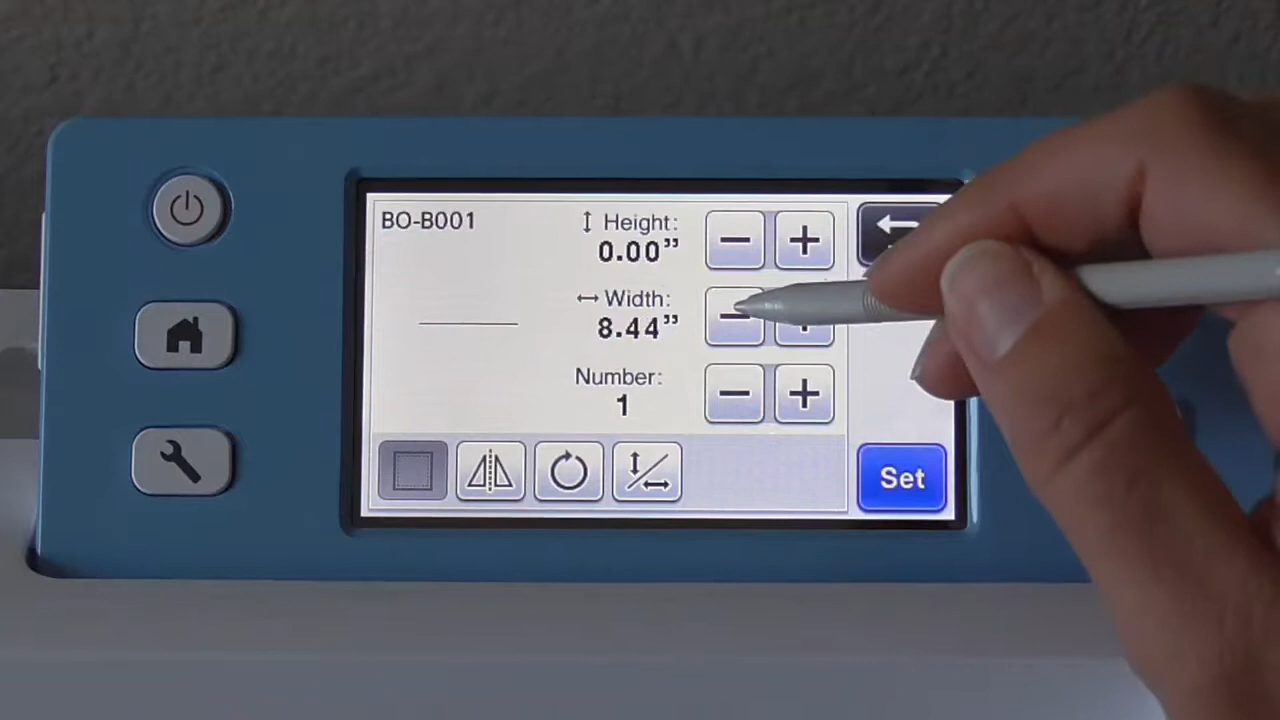 BO-B001
Height:
0.00"
Width:
8.44"
Number:
1
Set